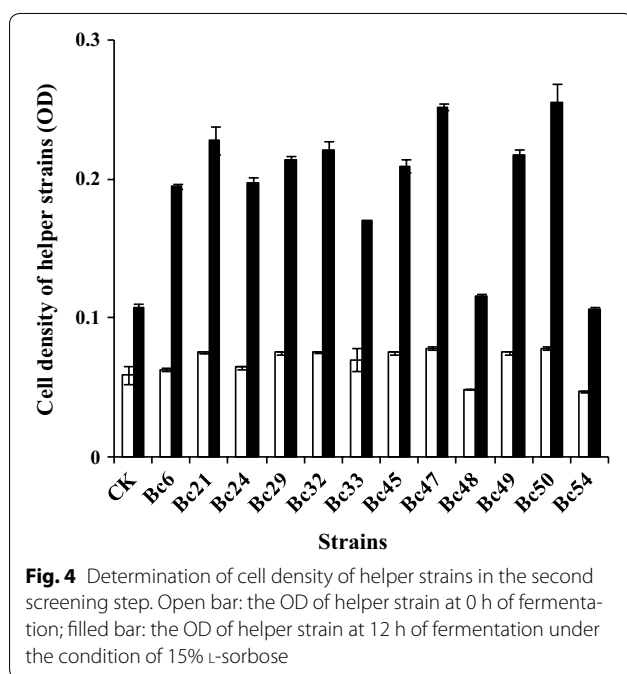 0.3
0.2
0.1
0
Cell density of helper strains (OD)
CK Bc6 Bc21 Bc24 Bc29 Bc32 Bc33 Bc45 Bc47 Bc48 Bc49 Bc50 Bc54
Strains
Fig. 4 Determination of cell density of helper strains in the second
screening step. Open bar: the OD of helper strain at 0 h of fermenta-
tion; filled bar: the OD of helper strain at 12 h of fermentation under
the condition of 15% L-sorbose